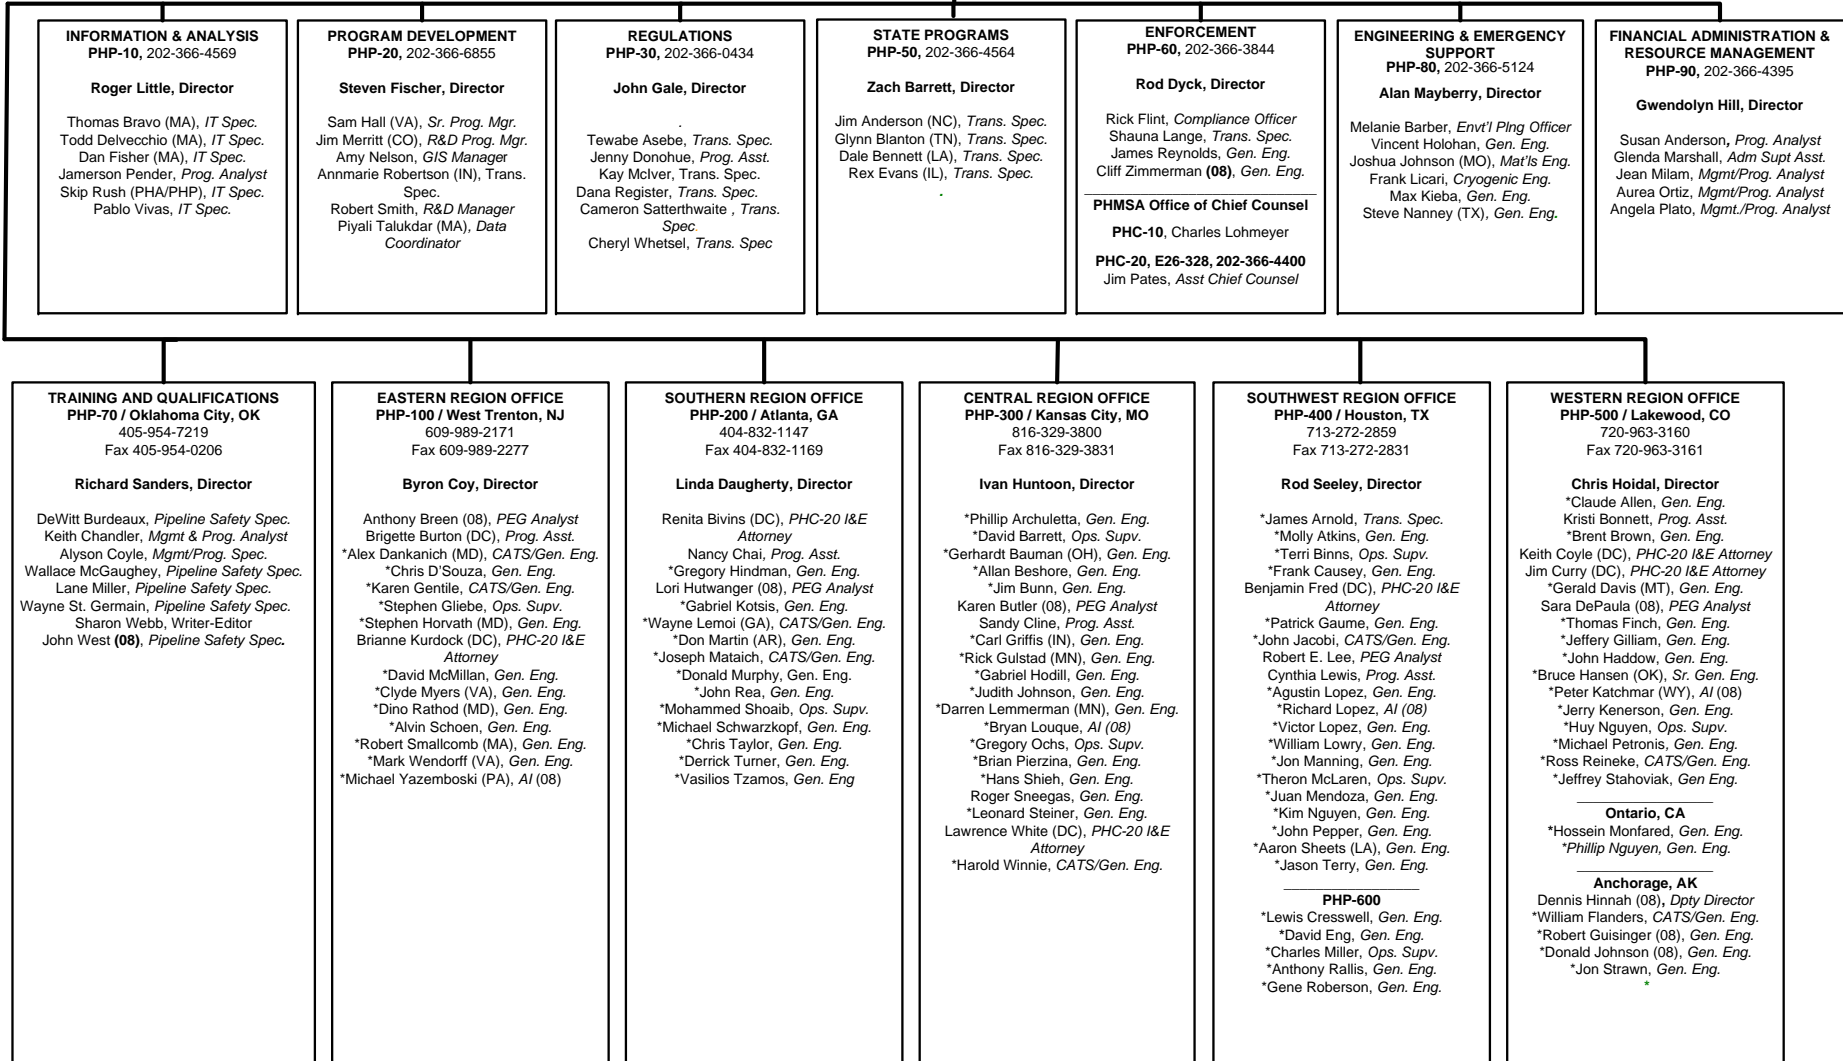 INFORMATION & ANALYSIS
PHP-10, 202-366-4569
Roger Little, Director
Thomas Bravo (MA), IT Spec.
Todd Delvecchio (MA), IT Spec.
Dan Fisher (MA), IT Spec.
Jamerson Pender, Prog. Analyst
Skip Rush (PHA/PHP), IT Spec.
Pablo Vivas, IT Spec.
PROGRAM DEVELOPMENT
PHP-20, 202-366-6855
Steven Fischer, Director
Sam Hall (VA), Sr. Prog. Mgr.
Jim Merritt (CO), R&D Prog. Mgr.
Amy Nelson, GIS Manager
Annmarie Robertson (IN), Trans.
Spec.
Robert Smith, R&D Manager
Piyali Talukdar (MA), Data
Coordinator
REGULATIONS
PHP-30, 202-366-0434
John Gale, Director
.
Tewabe Asebe, Trans. Spec.
Jenny Donohue, Prog. Asst.
Kay McIver, Trans. Spec.
Dana Register, Trans. Spec.
Cameron Satterthwaite , Trans.
Spec.
Cheryl Whetsel, Trans. Spec
STATE PROGRAMS
PHP-50, 202-366-4564
Zach Barrett, Director
Jim Anderson (NC), Trans. Spec.
Glynn Blanton (TN), Trans. Spec.
Dale Bennett (LA), Trans. Spec.
Rex Evans (IL), Trans. Spec.
.
ENFORCEMENT
PHP-60, 202-366-3844
Rod Dyck, Director
Rick Flint, Compliance Officer
Shauna Lange, Trans. Spec.
James Reynolds, Gen. Eng.
Cliff Zimmerman (08), Gen. Eng.
PHMSA Office of Chief Counsel
PHC-10, Charles Lohmeyer
PHC-20, E26-328, 202-366-4400
Jim Pates, Asst Chief Counsel
ENGINEERING & EMERGENCY
SUPPORT
PHP-80, 202-366-5124
Alan Mayberry, Director
Melanie Barber, Envt'l Plng Officer
Vincent Holohan, Gen. Eng.
Joshua Johnson (MO), Mat'ls Eng.
Frank Licari, Cryogenic Eng.
Max Kieba, Gen. Eng.
Steve Nanney (TX), Gen. Eng.
FINANCIAL ADMINISTRATION &
RESOURCE MANAGEMENT
PHP-90, 202-366-4395
Gwendolyn Hill, Director
Susan Anderson, Prog. Analyst
Glenda Marshall, Adm Supt Asst.
Jean Milam, Mgmt/Prog. Analyst
Aurea Ortiz, Mgmt/Prog. Analyst
Angela Plato, Mgmt./Prog. Analyst
TRAINING AND QUALIFICATIONS
PHP-70 / Oklahoma City, OK
405-954-7219
Fax 405-954-0206
Richard Sanders, Director
DeWitt Burdeaux, Pipeline Safety Spec.
Keith Chandler, Mgmt & Prog. Analyst
Alyson Coyle, Mgmt/Prog. Spec.
Wallace McGaughey, Pipeline Safety Spec.
Lane Miller, Pipeline Safety Spec.
Wayne St. Germain, Pipeline Safety Spec.
Sharon Webb, Writer-Editor
John West (08), Pipeline Safety Spec.
EASTERN REGION OFFICE
PHP-100 / West Trenton, NJ
609-989-2171
Fax 609-989-2277
Byron Coy, Director
Anthony Breen (08), PEG Analyst
Brigette Burton (DC), Prog. Asst.
*Alex Dankanich (MD), CATS/Gen. Eng.
*Chris D'Souza, Gen. Eng.
*Karen Gentile, CATS/Gen. Eng.
*Stephen Gliebe, Ops. Supv.
*Stephen Horvath (MD), Gen. Eng.
Brianne Kurdock (DC), PHC-20 I&E
Attorney
*David McMillan, Gen. Eng.
*Clyde Myers (VA), Gen. Eng.
*Dino Rathod (MD), Gen. Eng.
*Alvin Schoen, Gen. Eng.
*Robert Smallcomb (MA), Gen. Eng.
*Mark Wendorff (VA), Gen. Eng.
*Michael Yazemboski (PA), AI (08)
SOUTHERN REGION OFFICE
PHP-200 / Atlanta, GA
404-832-1147
Fax 404-832-1169
Linda Daugherty, Director
Renita Bivins (DC), PHC-20 I&E
Attorney
Nancy Chai, Prog. Asst.
*Gregory Hindman, Gen. Eng.
Lori Hutwanger (08), PEG Analyst
*Gabriel Kotsis, Gen. Eng.
*Wayne Lemoi (GA), CATS/Gen. Eng.
*Don Martin (AR), Gen. Eng.
*Joseph Mataich, CATS/Gen. Eng.
*Donald Murphy, Gen. Eng.
*John Rea, Gen. Eng.
*Mohammed Shoaib, Ops. Supv.
*Michael Schwarzkopf, Gen. Eng.
*Chris Taylor, Gen. Eng.
*Derrick Turner, Gen. Eng.
*Vasilios Tzamos, Gen. Eng
CENTRAL REGION OFFICE
PHP-300 / Kansas City, MO
816-329-3800
Fax 816-329-3831
Ivan Huntoon, Director
*Phillip Archuletta, Gen. Eng.
*David Barrett, Ops. Supv.
*Gerhardt Bauman (OH), Gen. Eng.
*Allan Beshore, Gen. Eng.
*Jim Bunn, Gen. Eng.
Karen Butler (08), PEG Analyst
Sandy Cline, Prog. Asst.
*Carl Griffis (IN), Gen. Eng.
*Rick Gulstad (MN), Gen. Eng.
*Gabriel Hodill, Gen. Eng.
*Judith Johnson, Gen. Eng.
*Darren Lemmerman (MN), Gen. Eng.
*Bryan Louque, AI (08)
*Gregory Ochs, Ops. Supv.
*Brian Pierzina, Gen. Eng.
*Hans Shieh, Gen. Eng.
Roger Sneegas, Gen. Eng.
*Leonard Steiner, Gen. Eng.
Lawrence White (DC), PHC-20 I&E
Attorney
*Harold Winnie, CATS/Gen. Eng.
SOUTHWEST REGION OFFICE
PHP-400 / Houston, TX
713-272-2859
Fax 713-272-2831
Rod Seeley, Director
*James Arnold, Trans. Spec.
*Molly Atkins, Gen. Eng.
*Terri Binns, Ops. Supv.
*Frank Causey, Gen. Eng.
Benjamin Fred (DC), PHC-20 I&E
Attorney
*Patrick Gaume, Gen. Eng.
*John Jacobi, CATS/Gen. Eng.
Robert E. Lee, PEG Analyst
Cynthia Lewis, Prog. Asst.
*Agustin Lopez, Gen. Eng.
*Richard Lopez, AI (08)
*Victor Lopez, Gen. Eng.
*William Lowry, Gen. Eng.
*Jon Manning, Gen. Eng.
*Theron McLaren, Ops. Supv.
*Juan Mendoza, Gen. Eng.
*Kim Nguyen, Gen. Eng.
*John Pepper, Gen. Eng.
*Aaron Sheets (LA), Gen. Eng.
*Jason Terry, Gen. Eng.
PHP-600
*Lewis Cresswell, Gen. Eng.
*David Eng, Gen. Eng.
*Charles Miller, Ops. Supv.
*Anthony Rallis, Gen. Eng.
*Gene Roberson, Gen. Eng.
WESTERN REGION OFFICE
PHP-500 / Lakewood, CO
720-963-3160
Fax 720-963-3161
Chris Hoidal, Director
*Claude Allen, Gen. Eng.
Kristi Bonnett, Prog. Asst.
*Brent Brown, Gen. Eng.
Keith Coyle (DC), PHC-20 I&E Attorney
Jim Curry (DC), PHC-20 I&E Attorney
*Gerald Davis (MT), Gen. Eng.
Sara DePaula (08), PEG Analyst
*Thomas Finch, Gen. Eng.
*Jeffery Gilliam, Gen. Eng.
*John Haddow, Gen. Eng.
*Bruce Hansen (OK), Sr. Gen. Eng.
*Peter Katchmar (WY), AI (08)
*Jerry Kenerson, Gen. Eng.
*Huy Nguyen, Ops. Supv.
*Michael Petronis, Gen. Eng.
*Ross Reineke, CATS/Gen. Eng.
*Jeffrey Stahoviak, Gen Eng.
Ontario, CA
*Hossein Monfared, Gen. Eng.
*Phillip Nguyen, Gen. Eng.
Anchorage, AK
Dennis Hinnah (08), Dpty Director
*William Flanders, CATS/Gen. Eng.
*Robert Guisinger (08), Gen. Eng.
*Donald Johnson (08), Gen. Eng.
*Jon Strawn, Gen. Eng.
*